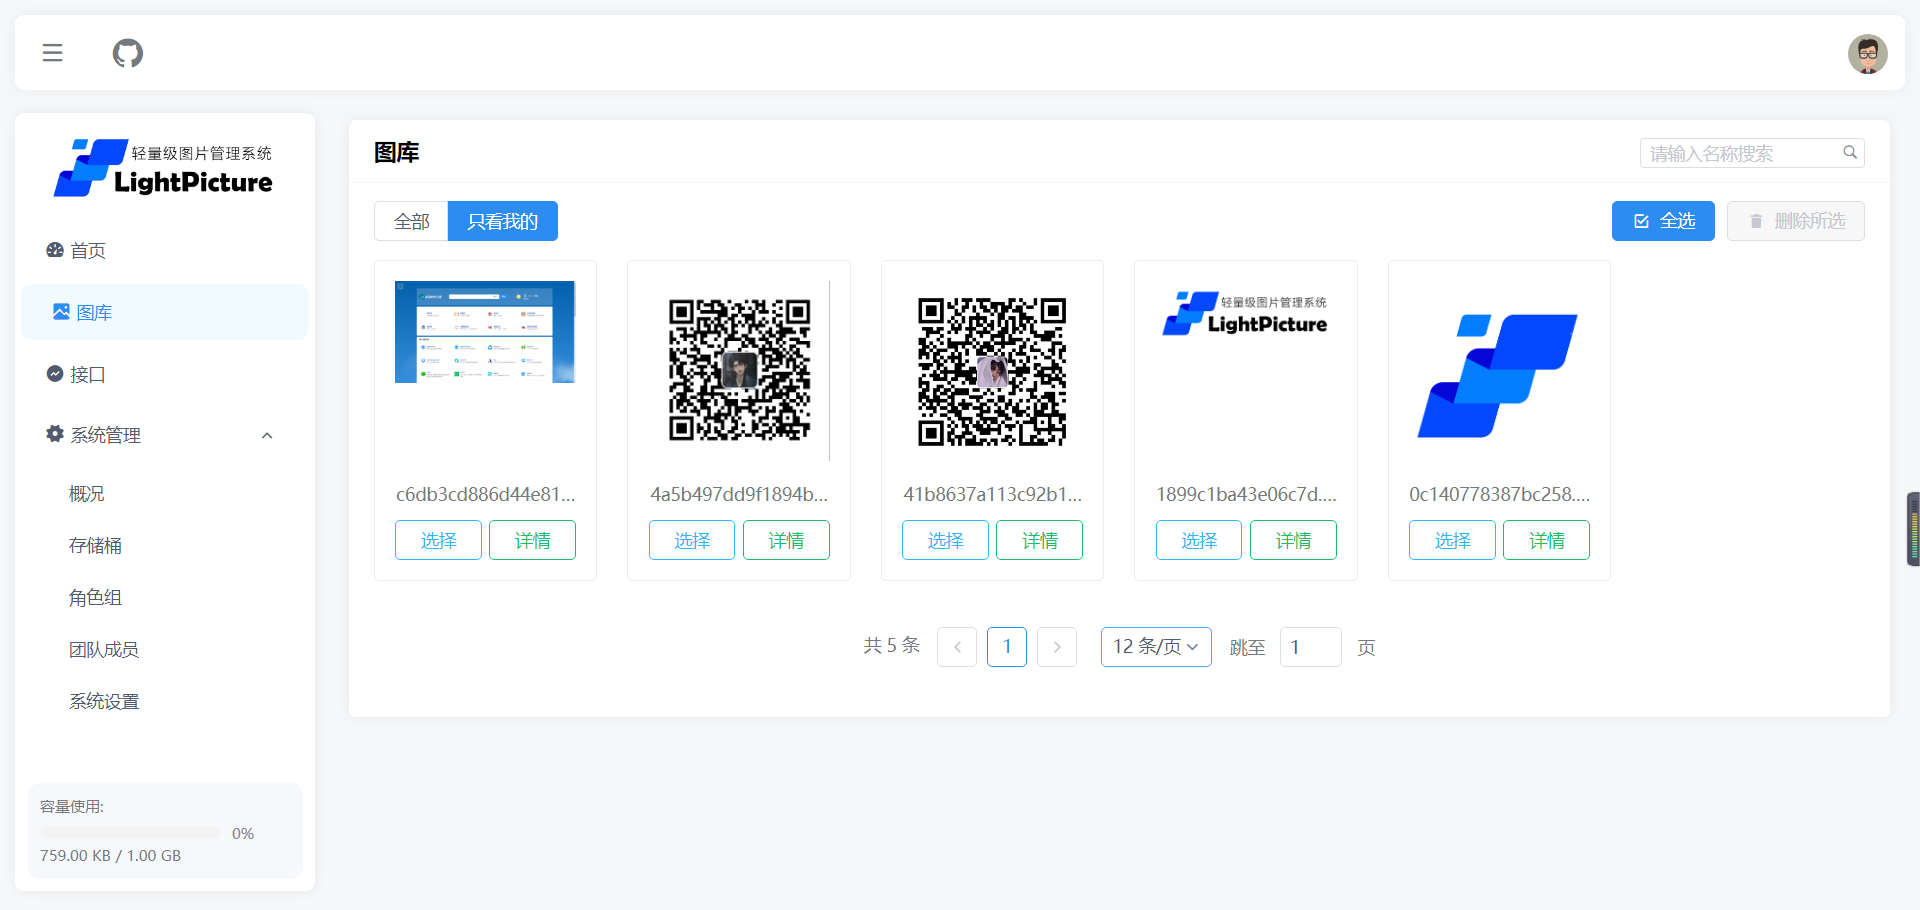 轻量级图片管理系统
LightPicture
首页
图库
接口
系统管理
概况
存储桶
角色组
团队成员
系统设置
容量使用:
0%
759.00 KB / 1.00 GB
图库
请输入名称搜索
全部
只看我的
全选
删除所选
轻量级图片管理系统
LightPicture
c6db3cd886d44e81...
4a5b497dd9f1894b...
41b8637a113c92b1...
1899c1ba43e06c7d....
0c140778387bc258....
选择 详情 选择 详情 选择 详情 选择 详情 选择 详情
共 5 条 1 12 条/页 跳至 1 页